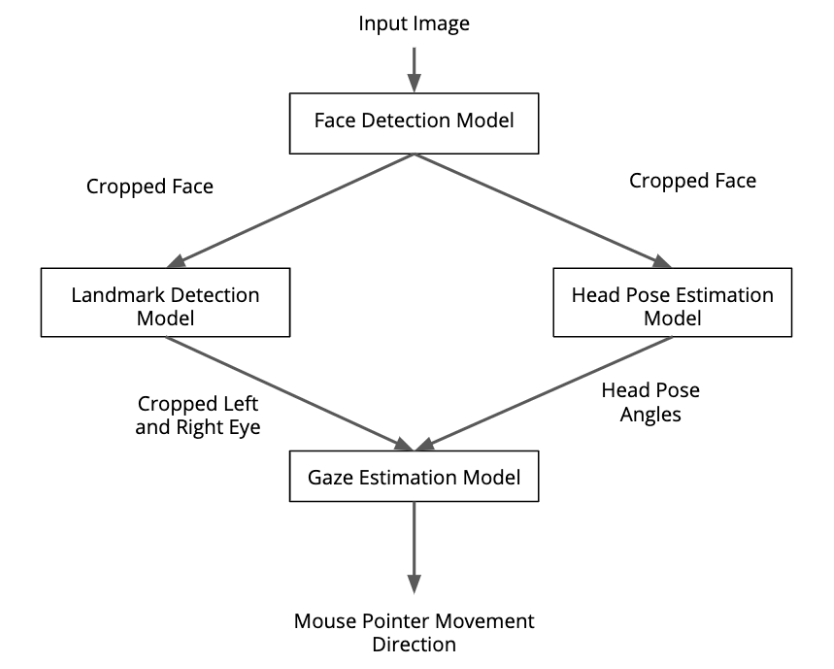 Input Image
Face Detection Model
Cropped Face
Cropped Face
Landmark Detection
Model
Head Pose Estimation
Model
Cropped Left
and Right Eye
Head Pose
Angles
Gaze Estimation Model
Mouse Pointer Movement
Direction